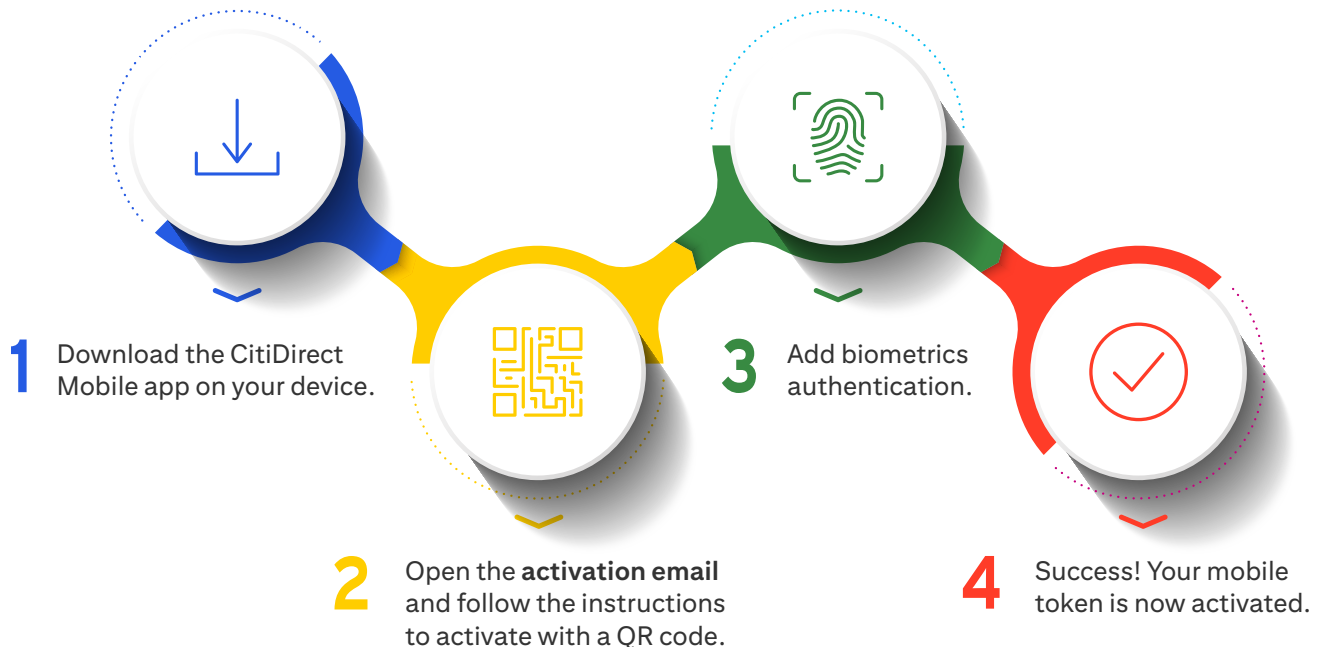 1
Download the CitiDirect
Mobile app on your device.
2
Open the activation email
and follow the instructions
to activate with a QR code.
3
Add biometrics
authentication.
4
Success! Your mobile
token is now activated.